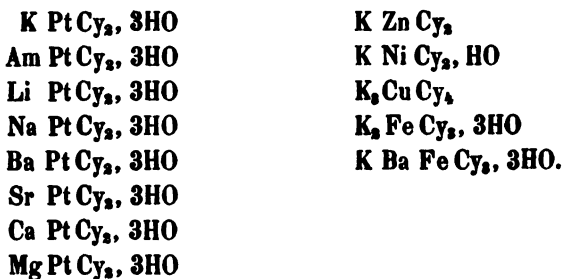 K PtCy₂, 3HO
Am PtCy₂, 3HO
Li PtCy₂, 3HO
Na PtCy₂, 3HO
Ba PtCy₂, 3HO
Sr PtCy₂, 3HO
Ca PtCy₂, 3HO
Mg PtCy₂, 3HO
K ZnCy₂
K NiCy₂, HO
K₃CuCy₄
K₂FeCy₃, 3HO
K Ba FeCy₃, 3HO.